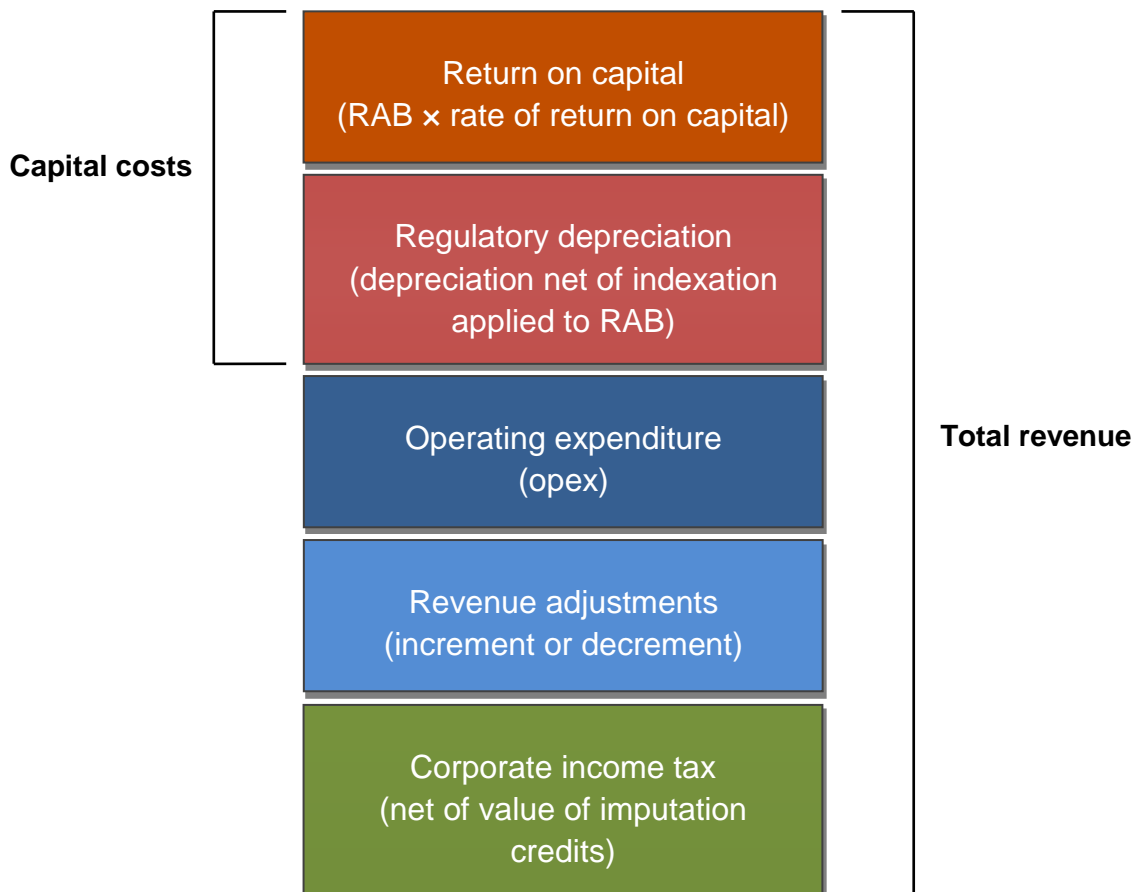 Return on capital
(RAB × rate of return on capital)
Capital costs
Regulatory depreciation
(depreciation net of indexation
applied to RAB)
Operating expenditure
(opex)
Total revenue
Revenue adjustments
(increment or decrement)
Corporate income tax
(net of value of imputation
credits)